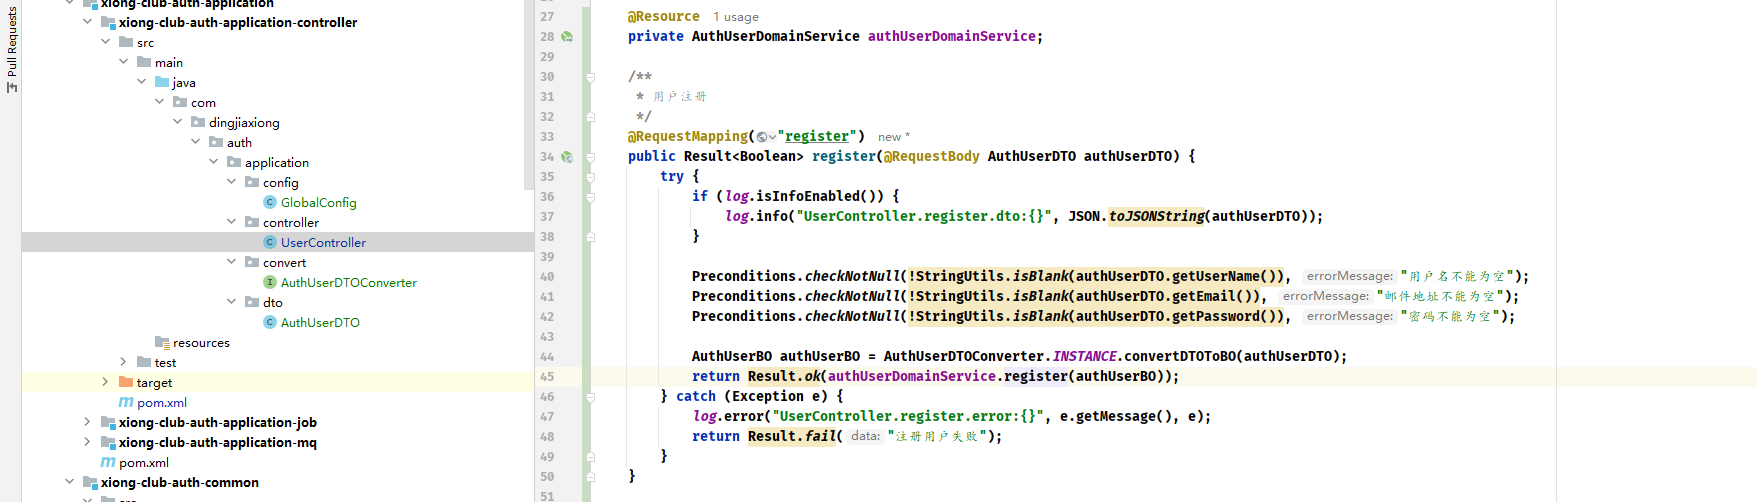 Pull Requests
xiong-club-auth-application
xiong-club-auth-application-controller
src
main
java
com
dingjiaxiong
auth
application
config
GlobalConfig
controller
UserController
convert
AuthUserDTOConverter
dto
AuthUserDTO
resources
test
target
pom.xml
xiong-club-auth-application-job
xiong-club-auth-application-mq
pom.xml
xiong-club-auth-common
src
27 @Resource 1 usage
28 private AuthUserDomainService authUserDomainService;
29
30 /**
31 * 用户注册
32 */
33 @RequestMapping("register") new *
34 public Result<Boolean> register(@RequestBody AuthUserDTO authUserDTO) {
35 try {
36 if (log.isInfoEnabled()) {
37 log.info("UserController.register.dto:{}", JSON.toJSONString(authUserDTO));
38 }
39
40 Preconditions.checkNotNull(!StringUtils.isBlank(authUserDTO.getUserName()), errorMessage: "用户名不能为空");
41 Preconditions.checkNotNull(!StringUtils.isBlank(authUserDTO.getEmail()), errorMessage: "邮件地址不能为空");
42 Preconditions.checkNotNull(!StringUtils.isBlank(authUserDTO.getPassword()), errorMessage: "密码不能为空");
43
44 AuthUserBO authUserBO = AuthUserDTOConverter.INSTANCE.convertDTOToBO(authUserDTO);
45 return Result.ok(authUserDomainService.register(authUserBO));
46 } catch (Exception e) {
47 log.error("UserController.register.error:{}", e.getMessage(), e);
48 return Result.fail( data: "注册用户失败");
49 }
50 }
51